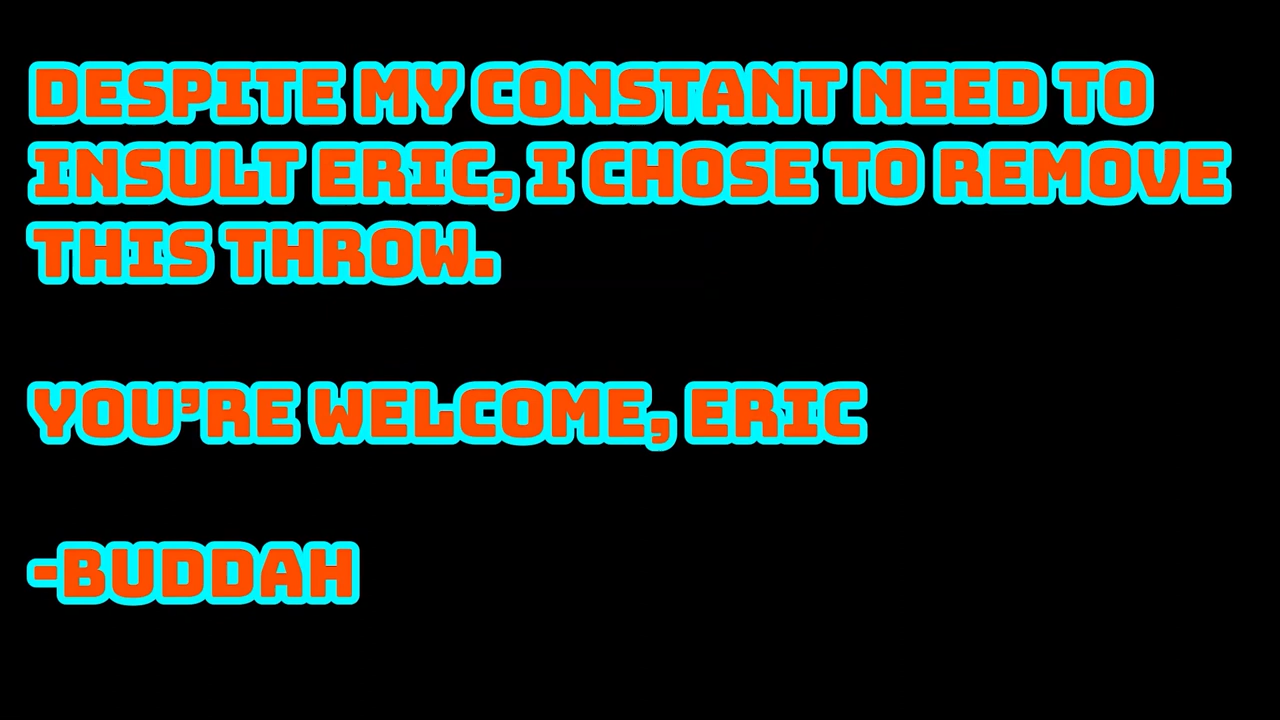 DESPITE MY CONSTANT NEED TO
INSULT ERIC, I CHOSE TO REMOVE
THIS THROW.
YOU'RE WELCOME, ERIC
-BUDDAH